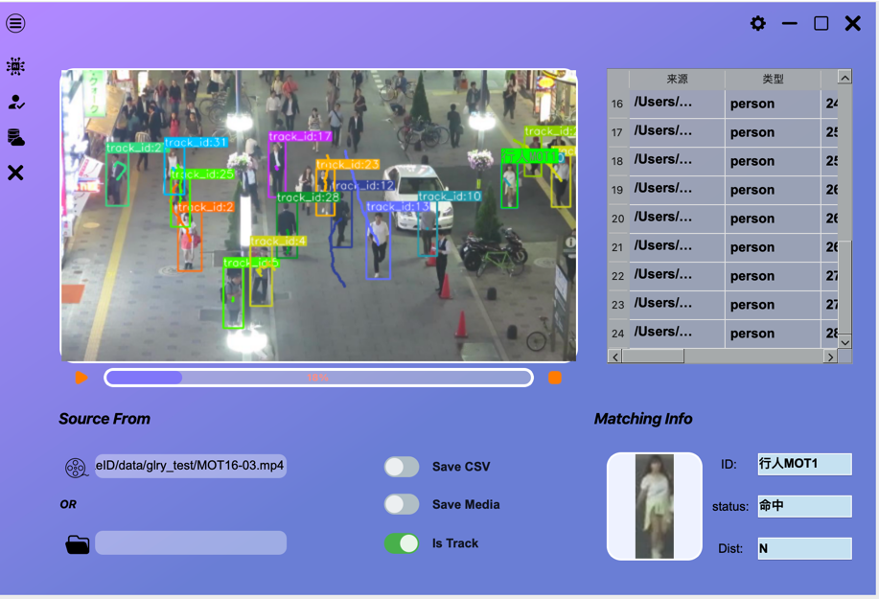 来源 类型
16 /Users/... person 24
17 /Users/... person 25
18 /Users/... person 25
19 /Users/... person 26
20 /Users/... person 26
21 /Users/... person 26
22 /Users/... person 27
23 /Users/... person 27
24 /Users/... person 28
track_id:17
track_id:31
track_id:2
track_id:2
track_id:23
track_id:25
track_id:12
track_id:28
track_id:10
track_id:2
track_id:13
track_id:4
track_id:5
行人MOT1
Source From
eID/data/glry_test/MOT16-03.mp4
OR
Save CSV
Save Media
Is Track
Matching Info
ID: 行人MOT1
status: 命中
Dist: N